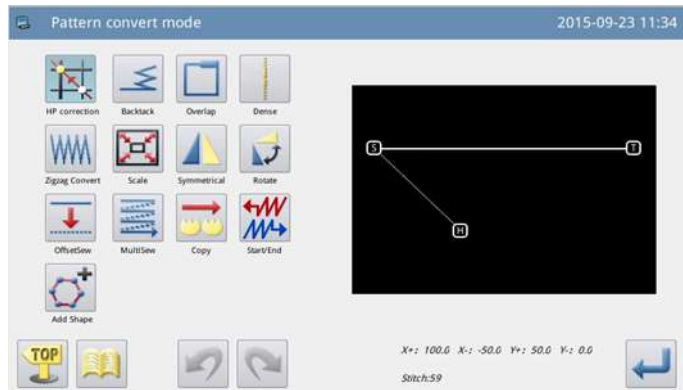 Pattern convert mode 2015-09-23 11:34
HP correction Backtack Overlap Dense
S T
Zigzag Convert Scale Symmetrical Rotate
H
OffsetSew MultiSew Copy Start/End
Add Shape
TOP
X+: 100.0 X-: -50.0 Y+: 50.0 Y-: 0.0
Stitch:59